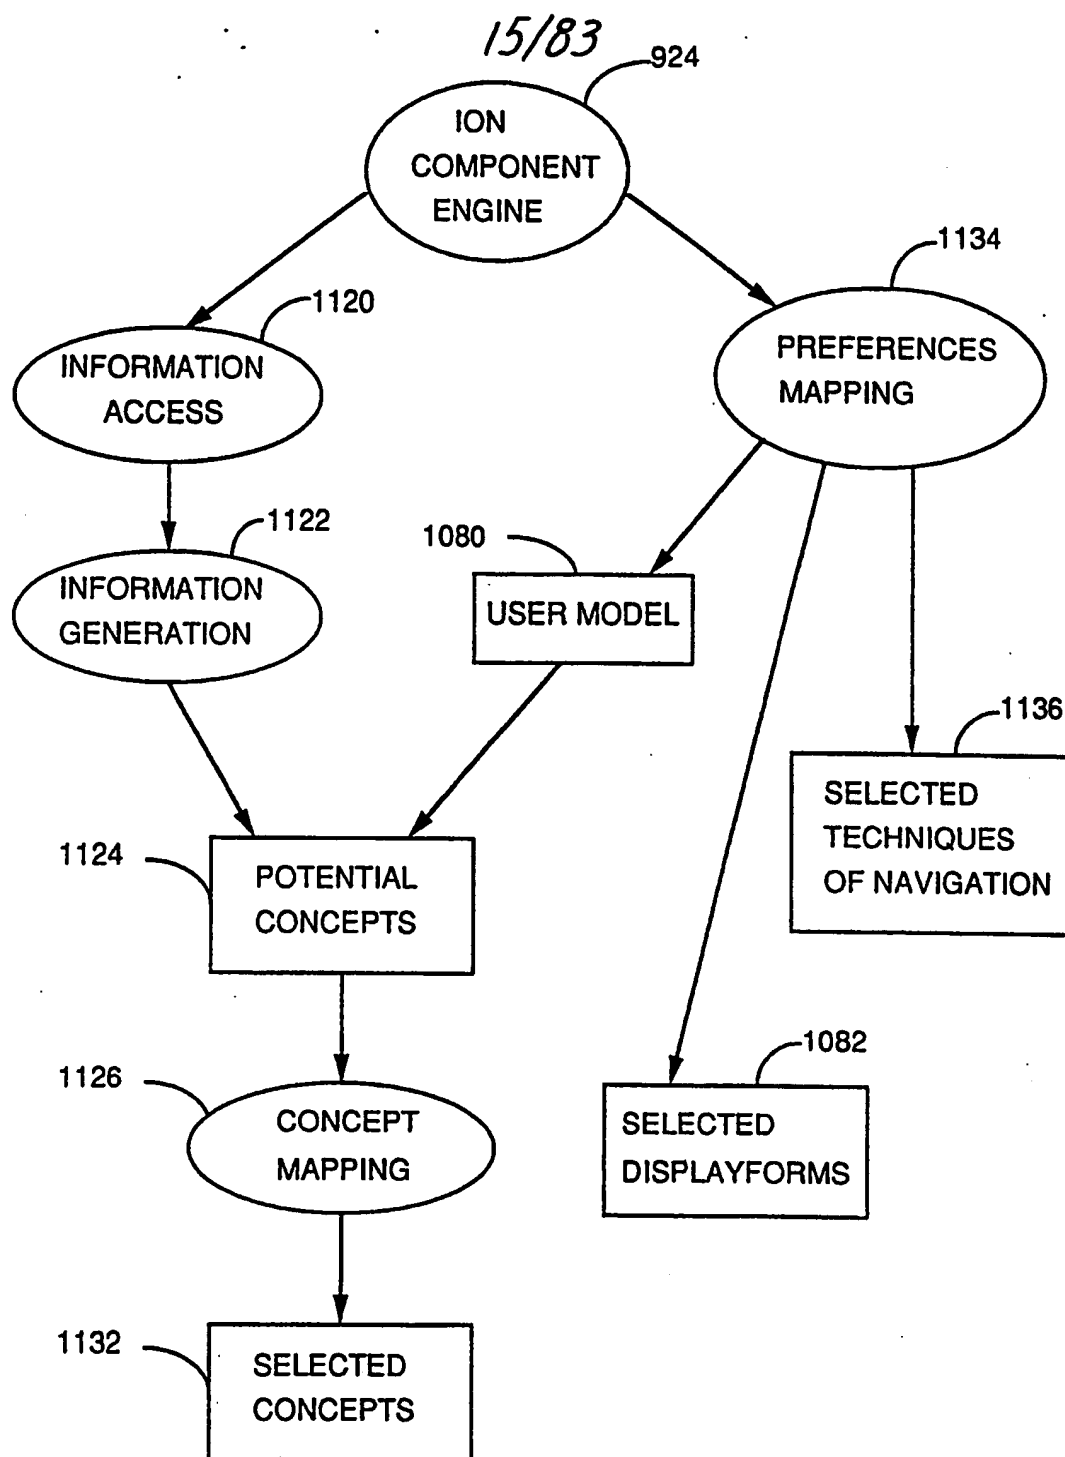 15/83
924
ION
COMPONENT
ENGINE
1134
PREFERENCES
MAPPING
1120
INFORMATION
ACCESS
1122
INFORMATION
GENERATION
1080
USER MODEL
1136
SELECTED
TECHNIQUES
OF NAVIGATION
1124
POTENTIAL
CONCEPTS
1082
SELECTED
DISPLAYFORMS
1126
CONCEPT
MAPPING
1132
SELECTED
CONCEPTS